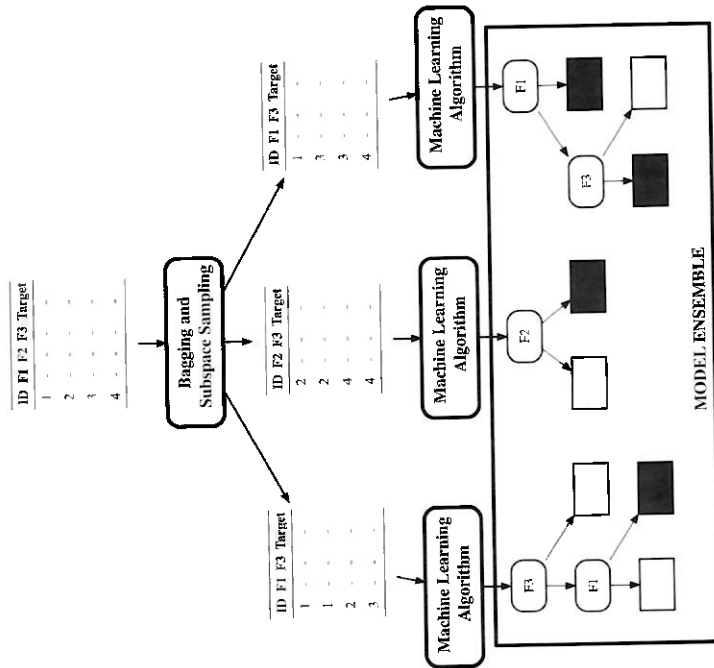 ID F1 F2 F3 Target
1 - - - -
2 - - - -
3 - - - -
4 - - - -
Bagging and
Subspace Sampling
ID F1 F3 Target
1 - - -
1 - - -
2 - - -
3 - - -
ID F2 F3 Target
2 - - -
2 - - -
4 - - -
4 - - -
ID F1 F3 Target
1 - - -
3 - - -
3 - - -
4 - - -
Machine Learning
Algorithm
Machine Learning
Algorithm
Machine Learning
Algorithm
F3
F1
F2
F1
F3
MODEL ENSEMBLE